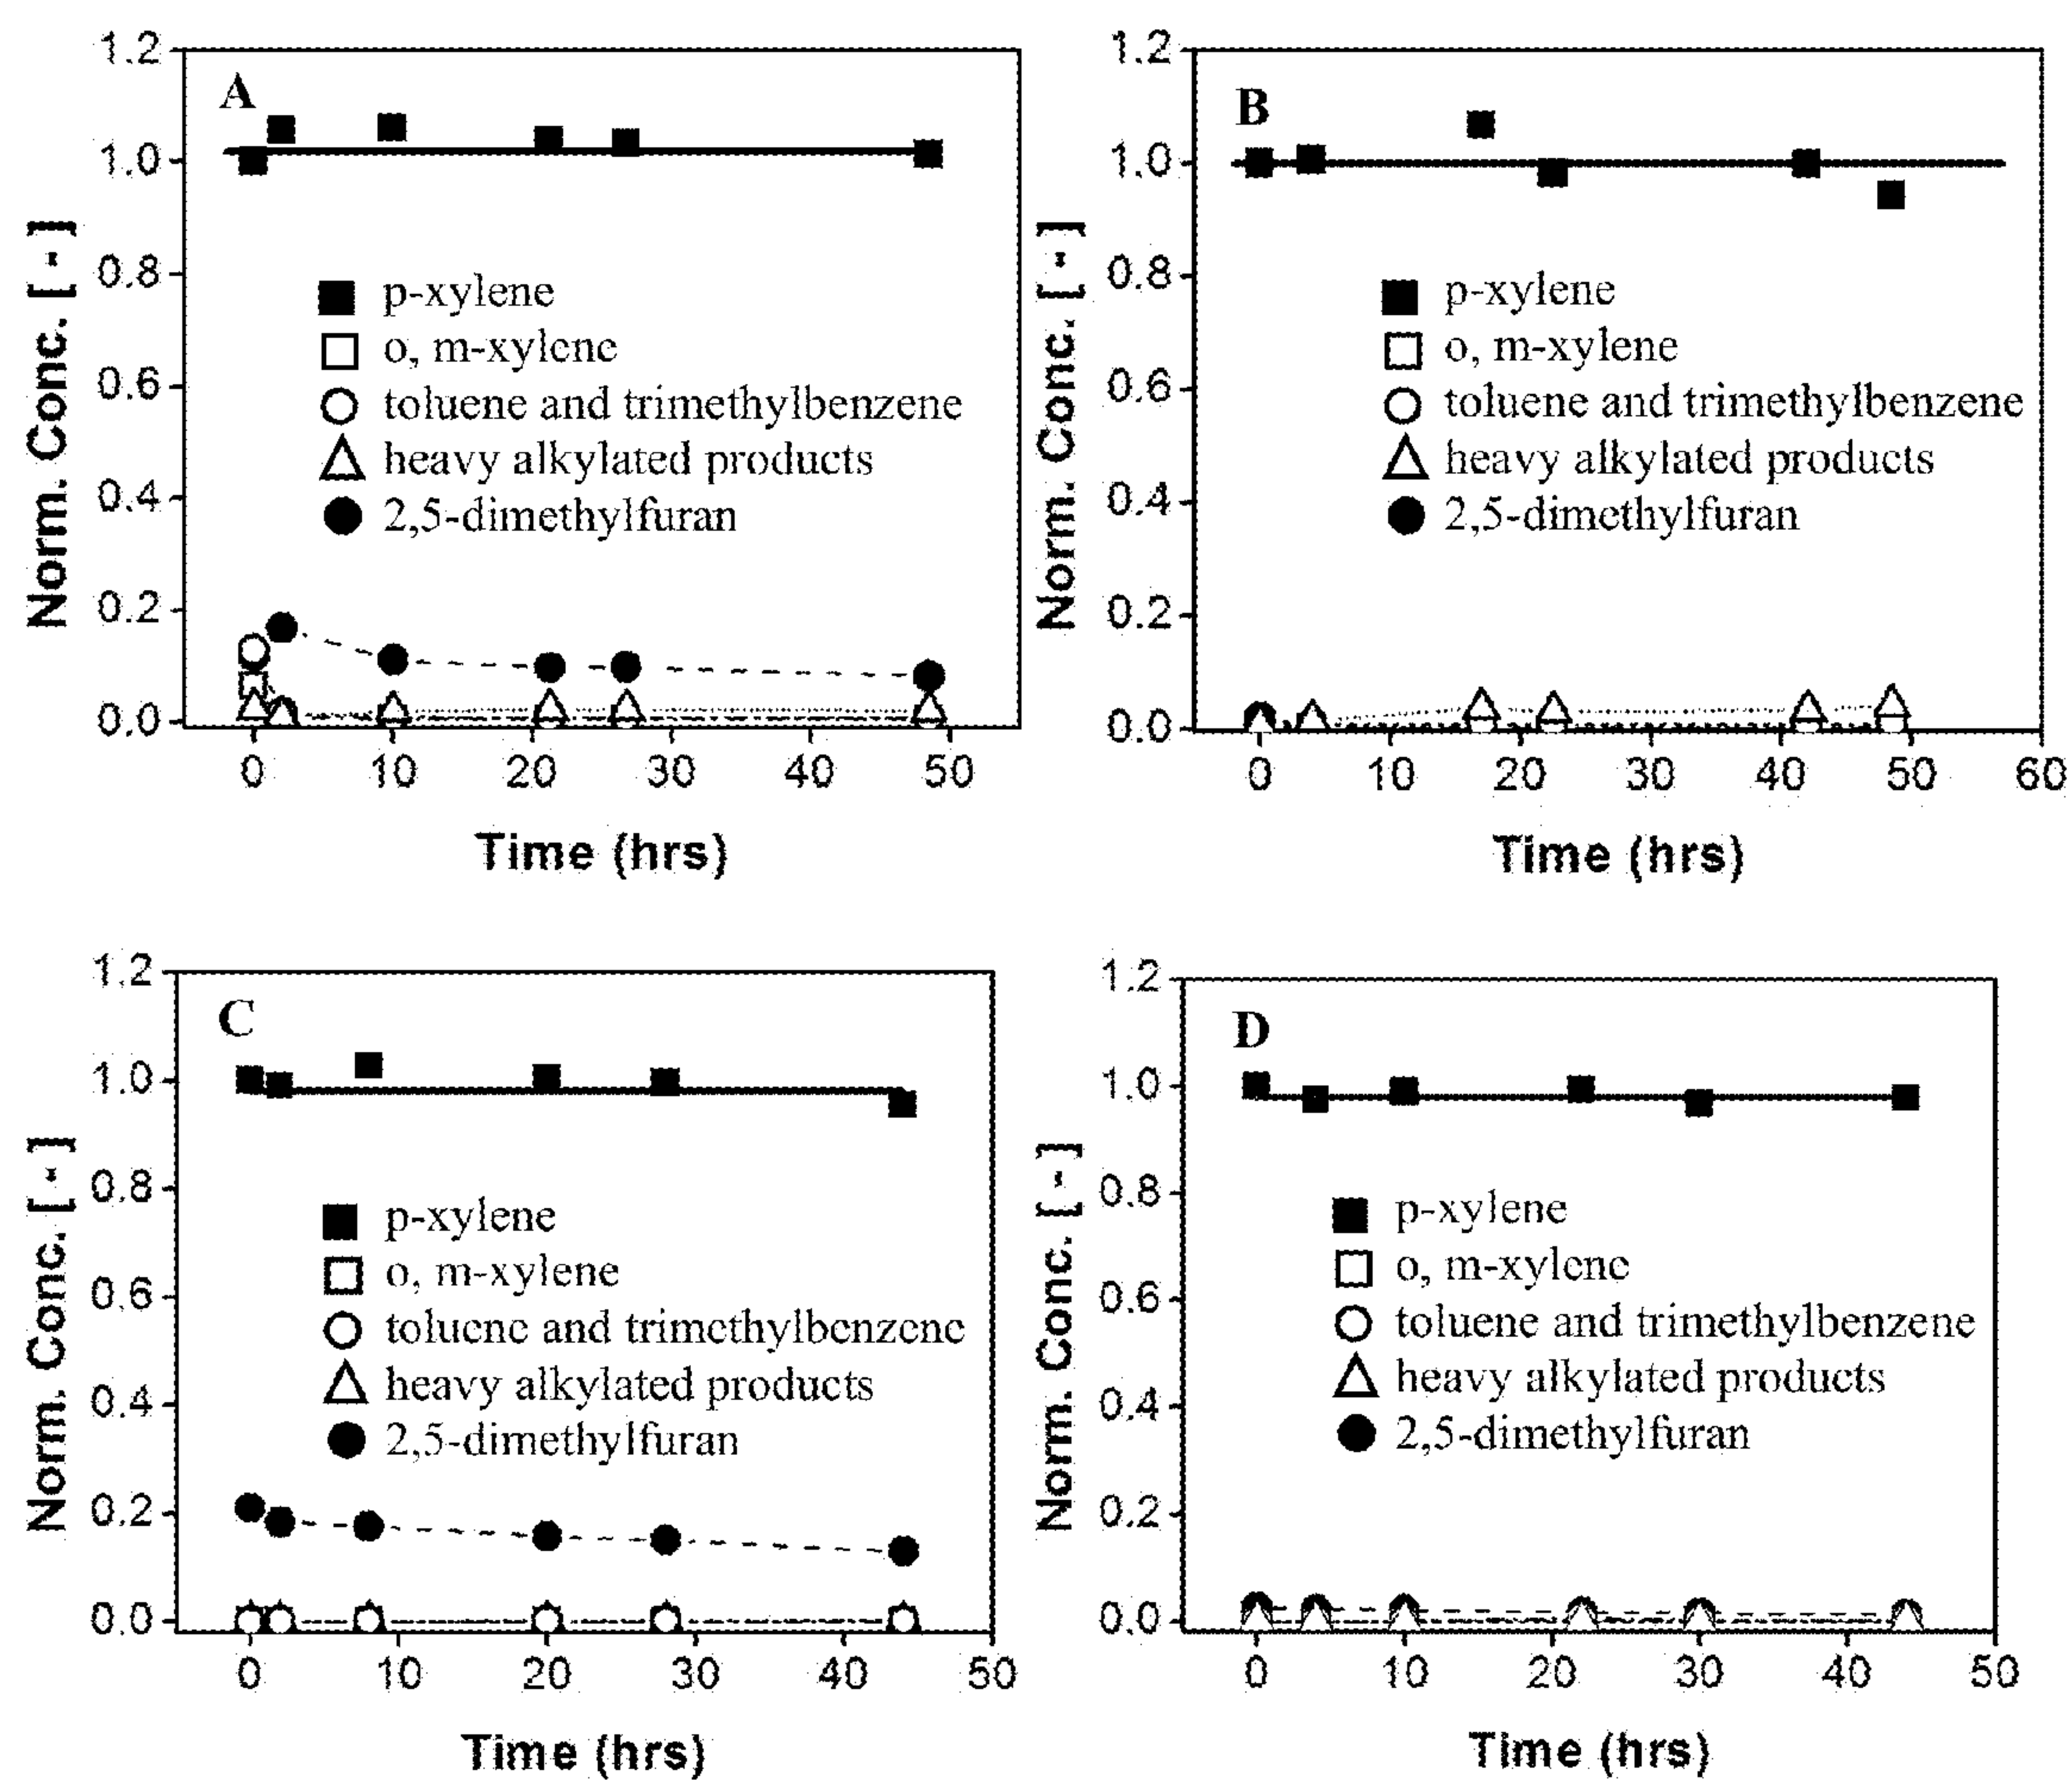 A
1.2
1.0
0.8
0.6
0.4
0.2
0.0
Norm. Conc. [ - ]
p-xylene
o, m-xylene
toluene and trimethylbenzene
heavy alkylated products
2,5-dimethylfuran
0 10 20 30 40 50
Time (hrs)
B
1.2
1.0
0.8
0.6
0.4
0.2
0.0
Norm. Conc. [ - ]
p-xylene
o, m-xylene
toluene and trimethylbenzene
heavy alkylated products
2,5-dimethylfuran
0 10 20 30 40 50 60
Time (hrs)
C
1.2
1.0
0.8
0.6
0.4
0.2
0.0
Norm. Conc. [ - ]
p-xylene
o, m-xylene
toluene and trimethylbenzene
heavy alkylated products
2,5-dimethylfuran
0 10 20 30 40 50
Time (hrs)
D
1.2
1.0
0.8
0.6
0.4
0.2
0.0
Norm. Conc. [ - ]
p-xylene
o, m-xylene
toluene and trimethylbenzene
heavy alkylated products
2,5-dimethylfuran
0 10 20 30 40 50
Time (hrs)